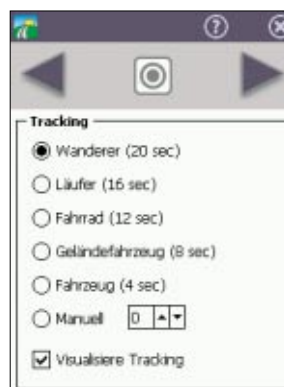 ?
Tracking
Wanderer (20 sec)
Läufer (16 sec)
Fahrrad (12 sec)
Geländefahrzeug (8 sec)
Fahrzeug (4 sec)
Manuell 0
Visualisiere Tracking